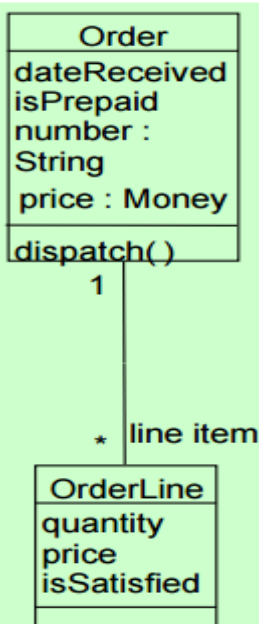 Order
dateReceived
isPrepaid
number :
String
price : Money
dispatch()
1
* line item
OrderLine
quantity
price
isSatisfied